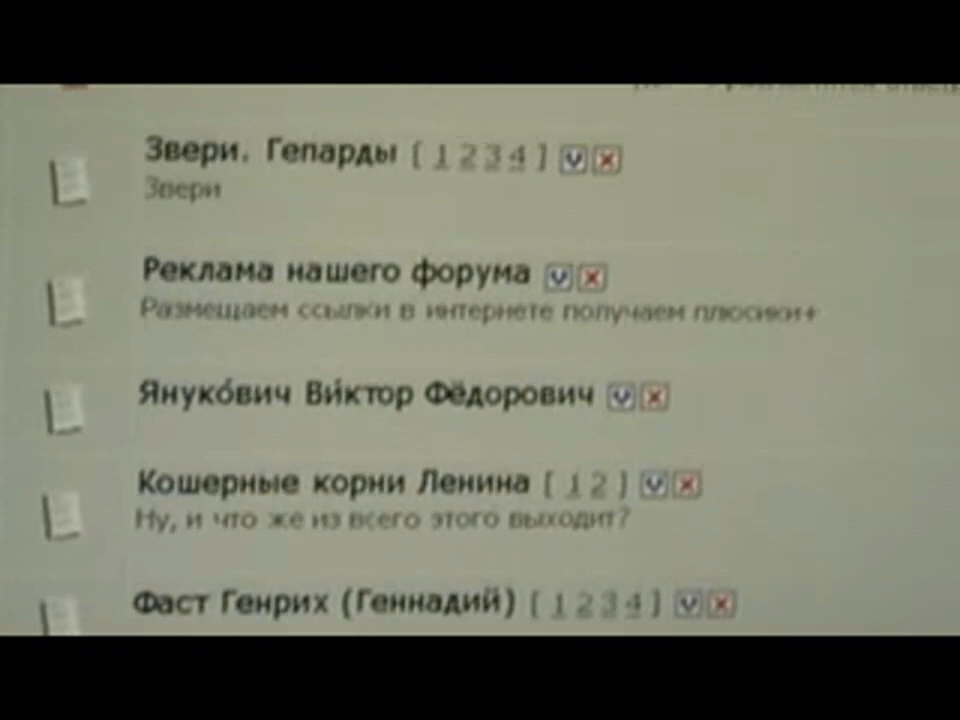 Звери. Гепарды [ 1 2 3 4 ]
Звери
Реклама нашего форума
Размещаем ссылки в интернете получаем плюсики+
Януко́вич Ви́ктор Фёдорович
Кошерные корни Ленина [ 1 2 ]
Ну, и что же из всего этого выходит?
Фаст Генрих (Геннадий) [ 1 2 3 4 ]